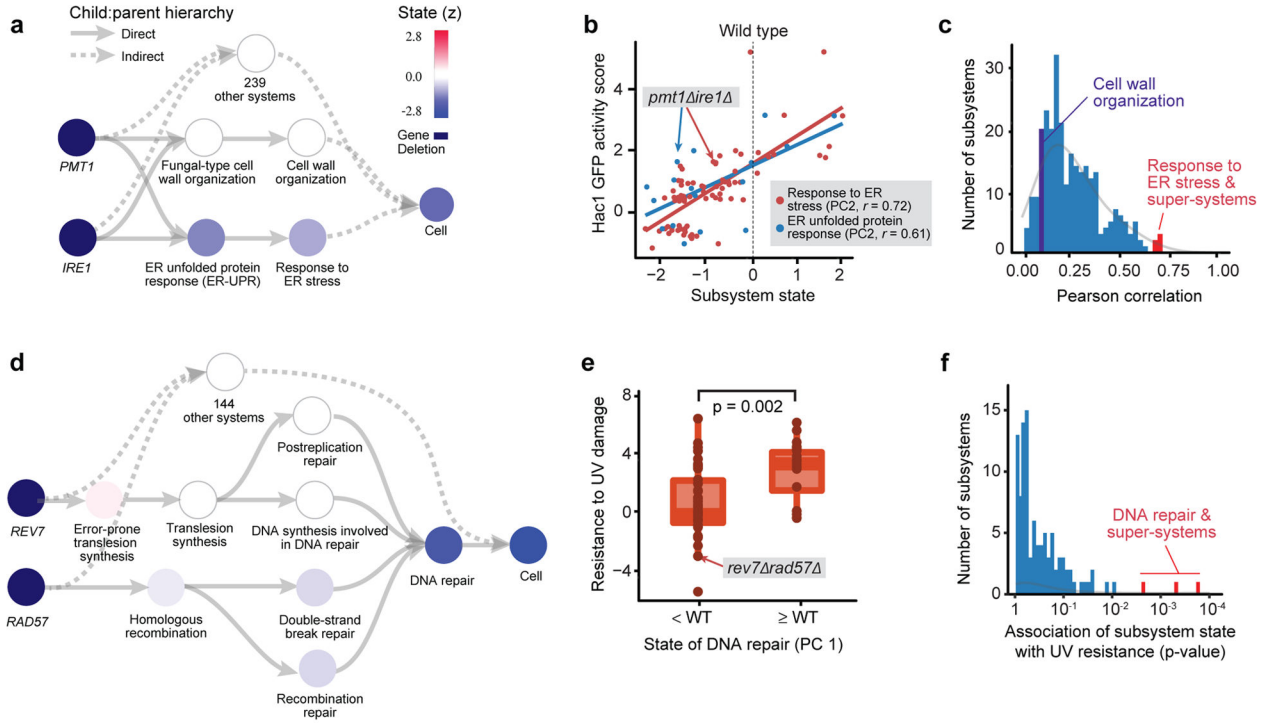 a
Child:parent hierarchy
Direct
Indirect
State (z)
2.8
0.0
-2.8
Gene
Deletion
239
other systems
PMT1
Fungal-type cell
wall organization
Cell wall
organization
Cell
IRE1
ER unfolded protein
response (ER-UPR)
Response to
ER stress
b
Wild type
Hac1 GFP activity score
4
2
0
pmt1Δire1Δ
Response to ER
stress (PC2, r = 0.72)
ER unfolded protein
response (PC2, r = 0.61)
−2
−1
0
1
2
Subsystem state
c
Number of subsystems
30
20
10
0
Cell wall
organization
Response to
ER stress &
super-systems
0.00
0.25
0.50
0.75
1.00
Pearson correlation
d
144
other systems
Postreplication
repair
REV7
Error-prone
translesion
synthesis
Translesion
synthesis
DNA synthesis involved
in DNA repair
DNA repair
Cell
RAD57
Homologous
recombination
Double-strand
break repair
Recombination
repair
e
Resistance to UV damage
8
4
0
−4
p = 0.002
rev7Δrad57Δ
< WT
≥ WT
State of DNA repair (PC 1)
f
Number of subsystems
15
10
5
0
DNA repair &
super-systems
1
10⁻¹
10⁻²
10⁻³
10⁻⁴
Association of subsystem state
with UV resistance (p-value)